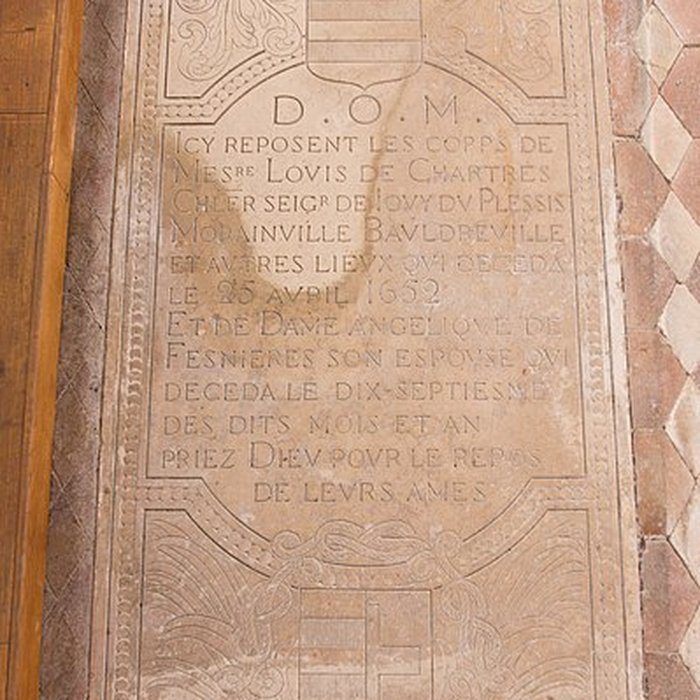 D.O.M.
ICY REPOSENT LES CORPS DE
MESRE LOVIS DE CHARTRES
CHLER SEIGR DE IOVY DV PLESSIS
MORAINVILLE BAVLDREVILLE
ET AVTRES LIEVX QVI DECEDA
LE 25 AVRIL 1652
ET DE DAME ANGELIQVE DE
FESNIERES SON ESPOVSE QVI
DECEDA LE DIX-SEPTIESME
DES DITS MOIS ET AN
PRIEZ DIEV POVR LE REPOS
DE LEVRS AMES